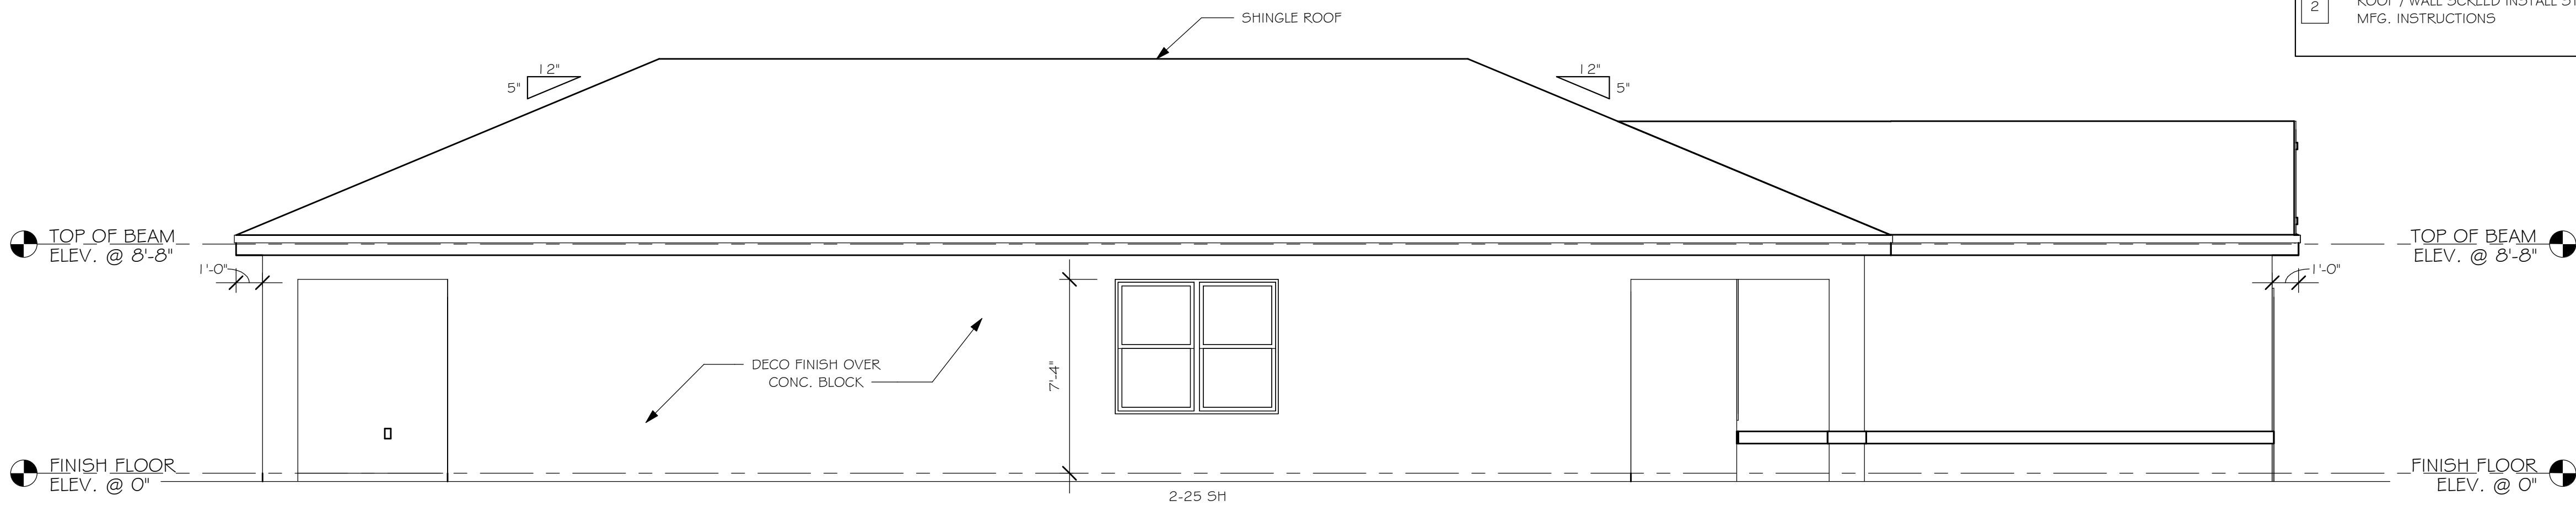 2
MFG. INSTRUCTIONS
SHINGLE ROOF
12"
5"
12"
5"
TOP OF BEAM
ELEV. @ 8'-8"
TOP OF BEAM
ELEV. @ 8'-8"
1'-0"
1'-0"
DECO FINISH OVER
CONC. BLOCK
7'-4"
FINISH FLOOR
ELEV. @ 0"
FINISH FLOOR
ELEV. @ 0"
2-25 SH